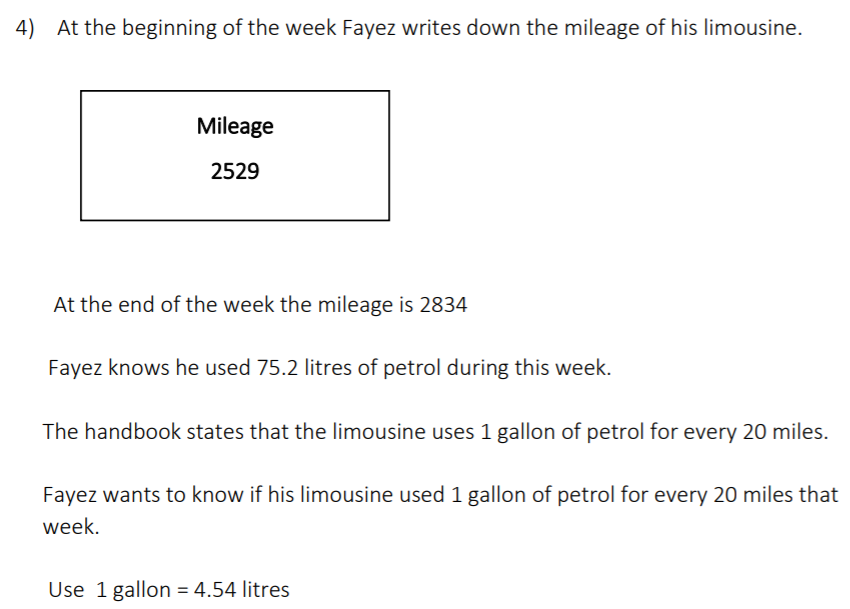 4) At the beginning of the week Fayez writes down the mileage of his limousine.
Mileage
2529
At the end of the week the mileage is 2834
Fayez knows he used 75.2 litres of petrol during this week.
The handbook states that the limousine uses 1 gallon of petrol for every 20 miles.
Fayez wants to know if his limousine used 1 gallon of petrol for every 20 miles that
week.
Use 1 gallon = 4.54 litres